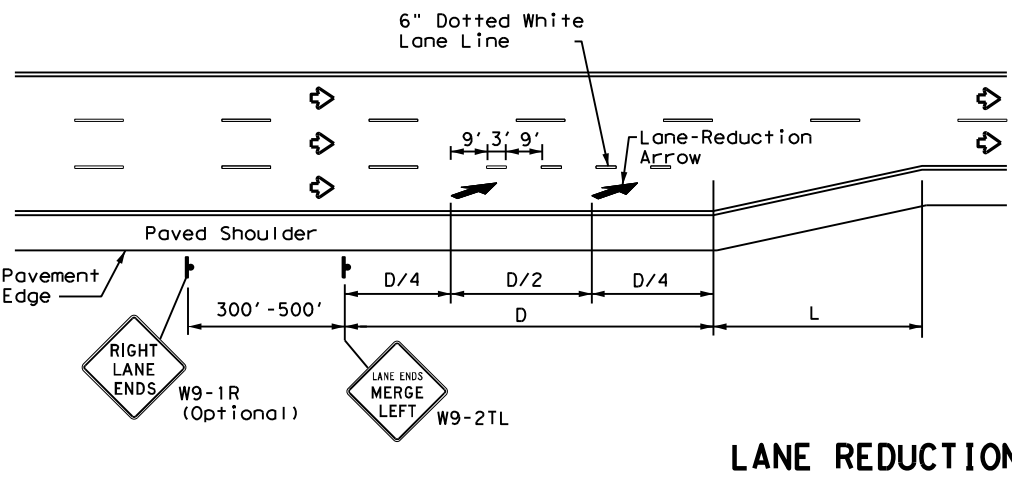 6" Dotted White
Lane Line
9' 3' 9'
Lane-Reduction
Arrow
Paved Shoulder
Pavement
Edge
D/4 D/2 D/4
300'-500' D L
RIGHT
LANE
ENDS
W9-1R
(Optional)
LANE ENDS
MERGE
LEFT
W9-2TL
LANE REDUCTION